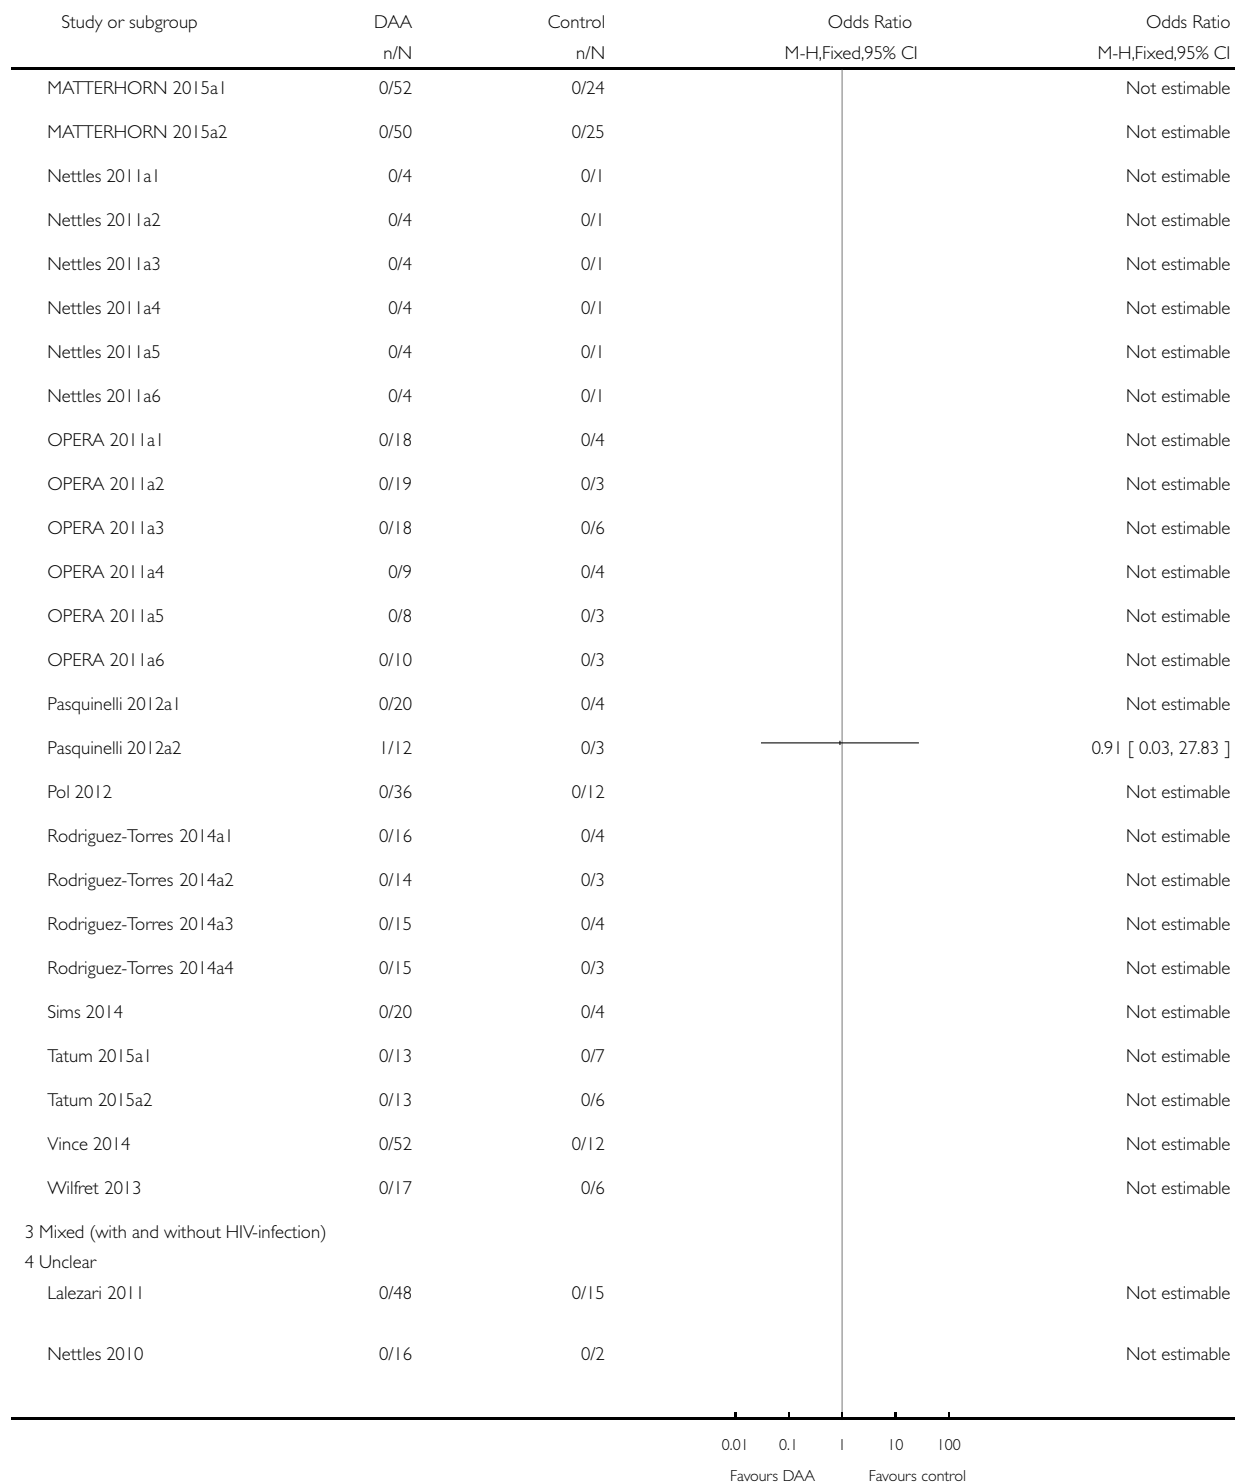 Study or subgroup DAA Control Odds Ratio Odds Ratio
n/N n/N M-H,Fixed,95% CI M-H,Fixed,95% CI
MATTERHORN 2015a1 0/52 0/24 Not estimable
MATTERHORN 2015a2 0/50 0/25 Not estimable
Nettles 2011a1 0/4 0/1 Not estimable
Nettles 2011a2 0/4 0/1 Not estimable
Nettles 2011a3 0/4 0/1 Not estimable
Nettles 2011a4 0/4 0/1 Not estimable
Nettles 2011a5 0/4 0/1 Not estimable
Nettles 2011a6 0/4 0/1 Not estimable
OPERA 2011a1 0/18 0/4 Not estimable
OPERA 2011a2 0/19 0/3 Not estimable
OPERA 2011a3 0/18 0/6 Not estimable
OPERA 2011a4 0/9 0/4 Not estimable
OPERA 2011a5 0/8 0/3 Not estimable
OPERA 2011a6 0/10 0/3 Not estimable
Pasquinelli 2012a1 0/20 0/4 Not estimable
Pasquinelli 2012a2 1/12 0/3 0.91 [ 0.03, 27.83 ]
Pol 2012 0/36 0/12 Not estimable
Rodriguez-Torres 2014a1 0/16 0/4 Not estimable
Rodriguez-Torres 2014a2 0/14 0/3 Not estimable
Rodriguez-Torres 2014a3 0/15 0/4 Not estimable
Rodriguez-Torres 2014a4 0/15 0/3 Not estimable
Sims 2014 0/20 0/4 Not estimable
Tatum 2015a1 0/13 0/7 Not estimable
Tatum 2015a2 0/13 0/6 Not estimable
Vince 2014 0/52 0/12 Not estimable
Wilfret 2013 0/17 0/6 Not estimable
3 Mixed (with and without HIV-infection)
4 Unclear
Lalezari 2011 0/48 0/15 Not estimable
Nettles 2010 0/16 0/2 Not estimable
0.01 0.1 1 10 100
Favours DAA Favours control